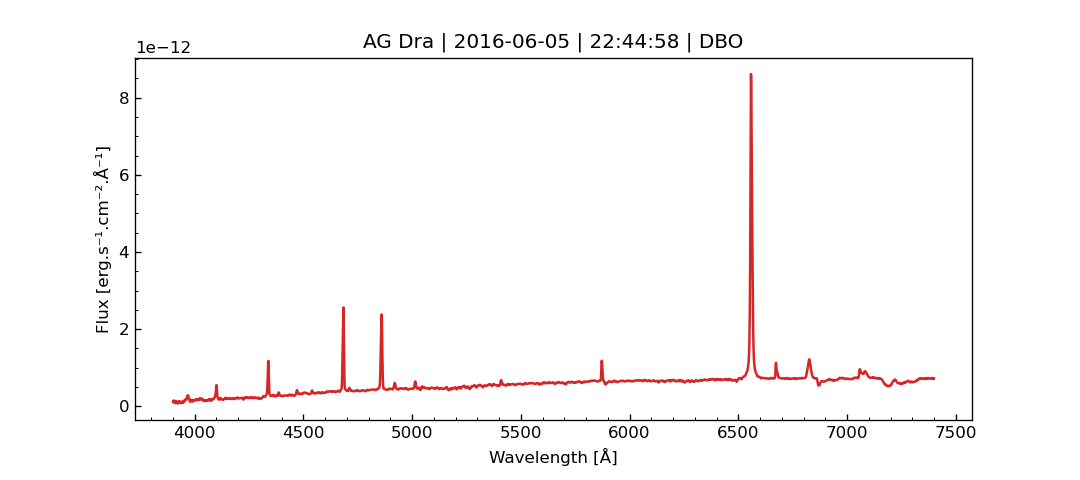 AG Dra | 2016-06-05 | 22:44:58 | DBO
1e−12
8
6
4
2
0
Flux [erg.s⁻¹.cm⁻².Å⁻¹]
4000 4500 5000 5500 6000 6500 7000 7500
Wavelength [Å]